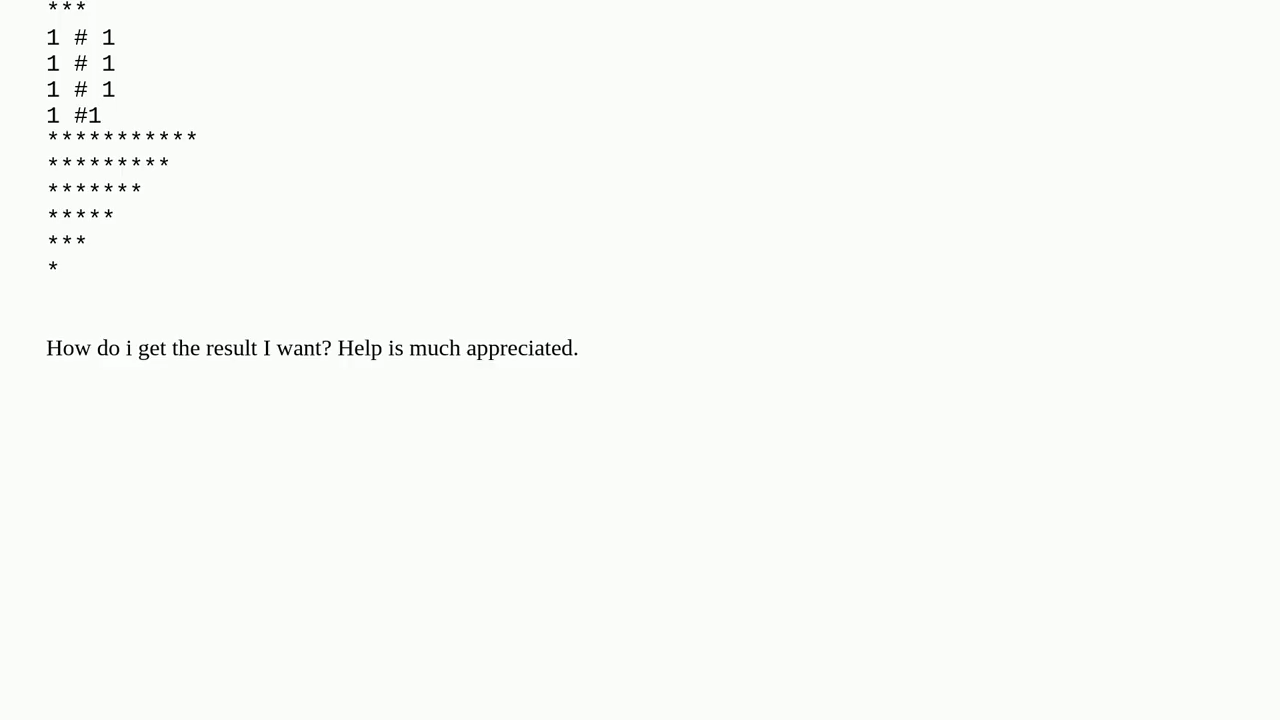 ***
1 # 1
1 # 1
1 # 1
1 #1
***********
*********
*******
*****
***
*
How do i get the result I want? Help is much appreciated.